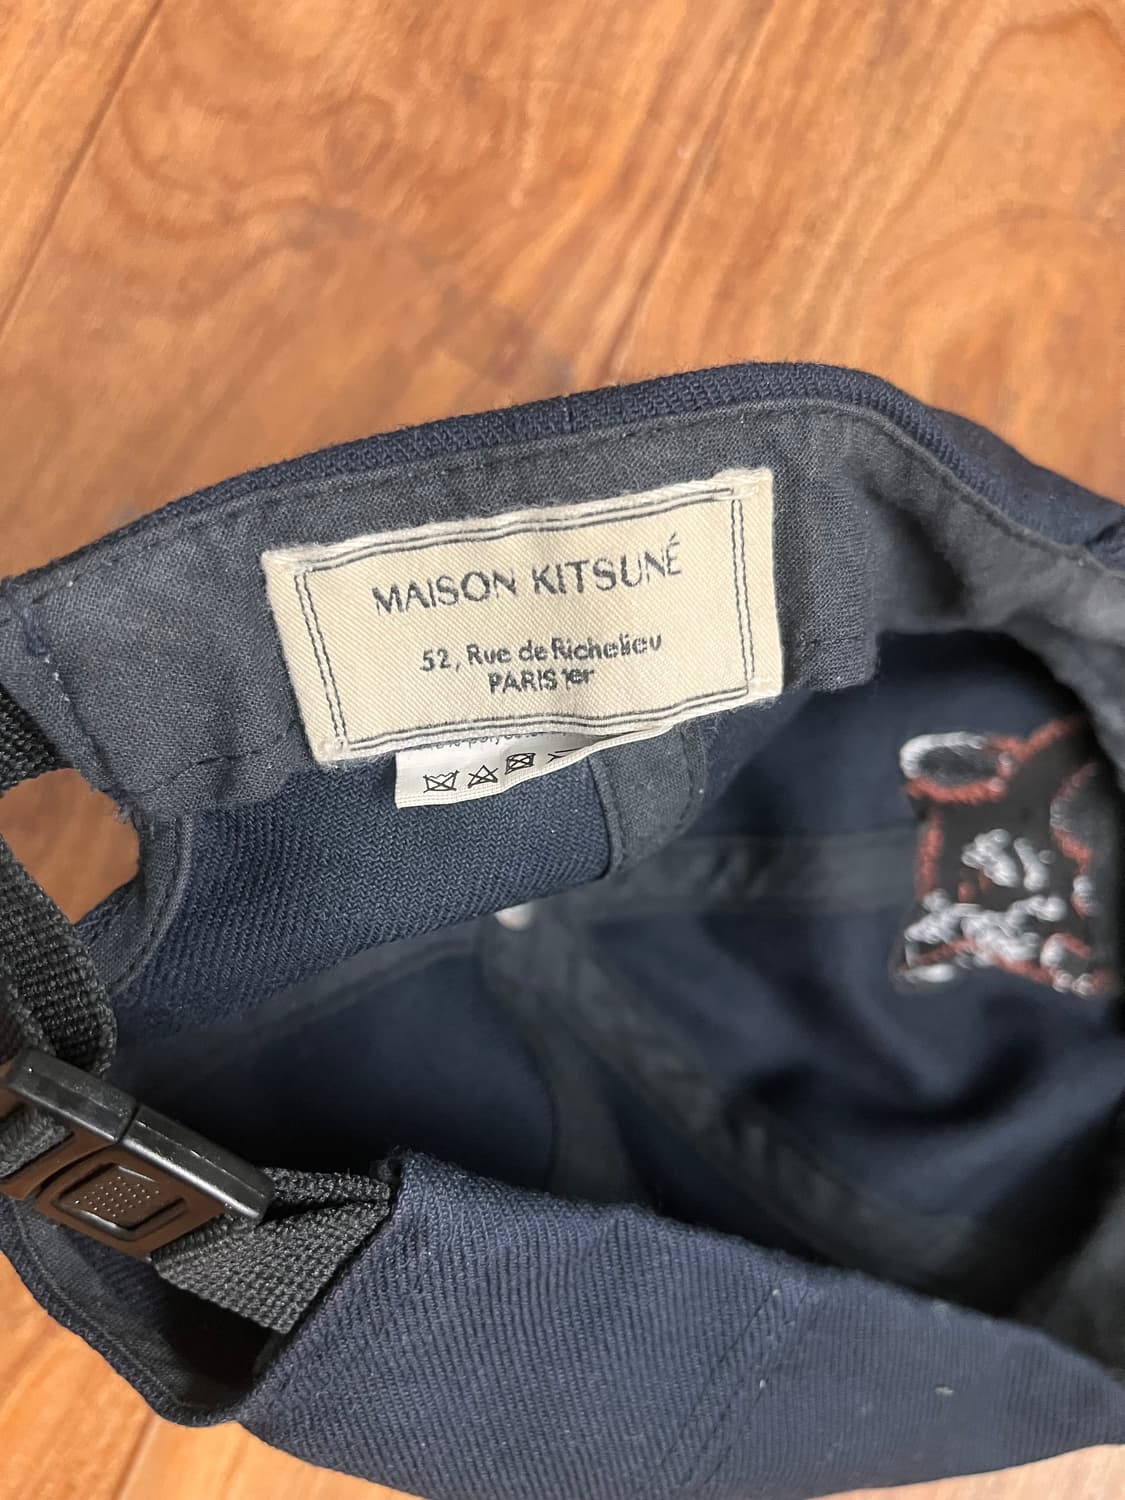 MAISON KITSUNÉ
52, Rue de Richelieu
PARIS 1er